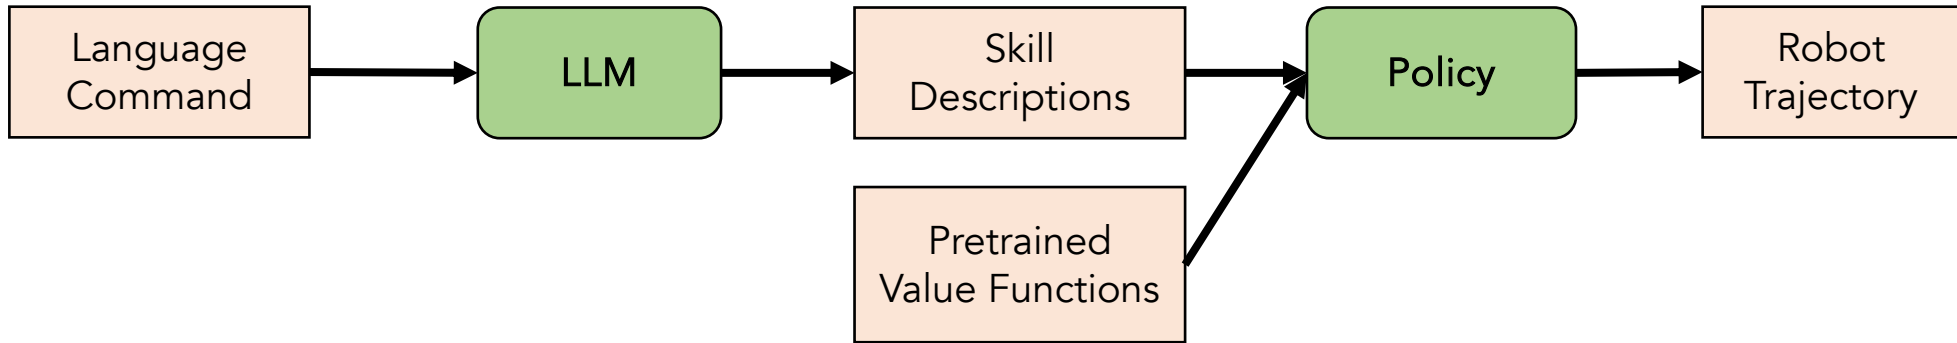 Language
Command
LLM
Skill
Descriptions
Policy
Robot
Trajectory
Pretrained
Value Functions